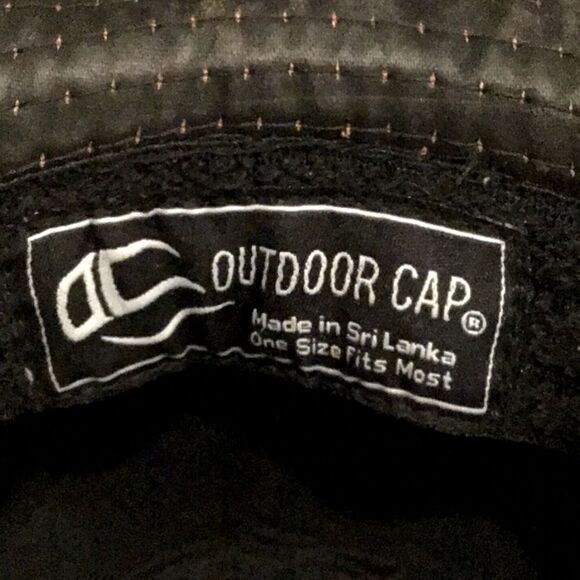 OUTDOOR CAP®
Made in Sri Lanka
One Size Fits Most